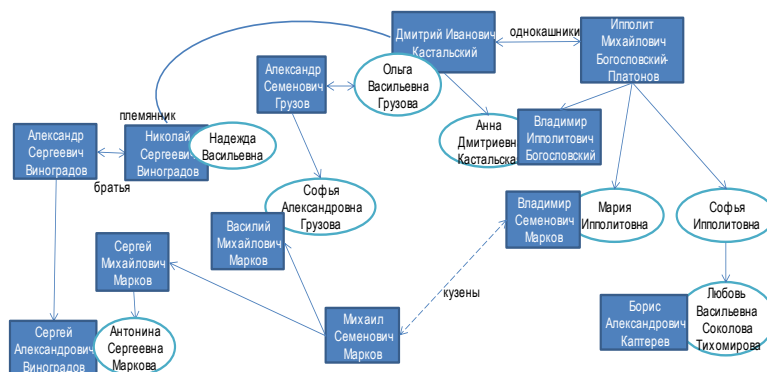 Дмитрий Иванович
Кастальский
однокашники
Ипполит
Михайлович
Богословский-
Платонов
Александр
Семенович
Грузов
Ольга
Васильевна
Грузова
племянник
Александр
Сергеевич
Виноградов
братья
Николай
Сергеевич
Виноградов
Надежда
Васильевна
Анна
Дмитриевн
Кастальска
Владимир
Ипполитович
Богословский
Софья
Александровна
Грузова
Василий
Михайлович
Марков
Владимир
Семенович
Марков
Мария
Ипполитовна
Софья
Ипполитовна
Сергей
Михайлович
Марков
кузены
Михаил
Семенович
Марков
Сергей
Александрович
Виноградов
Антонина
Сергеевна
Маркова
Борис
Александрович
Каптерев
Любовь
Васильевна
Соколова
Тихомирова